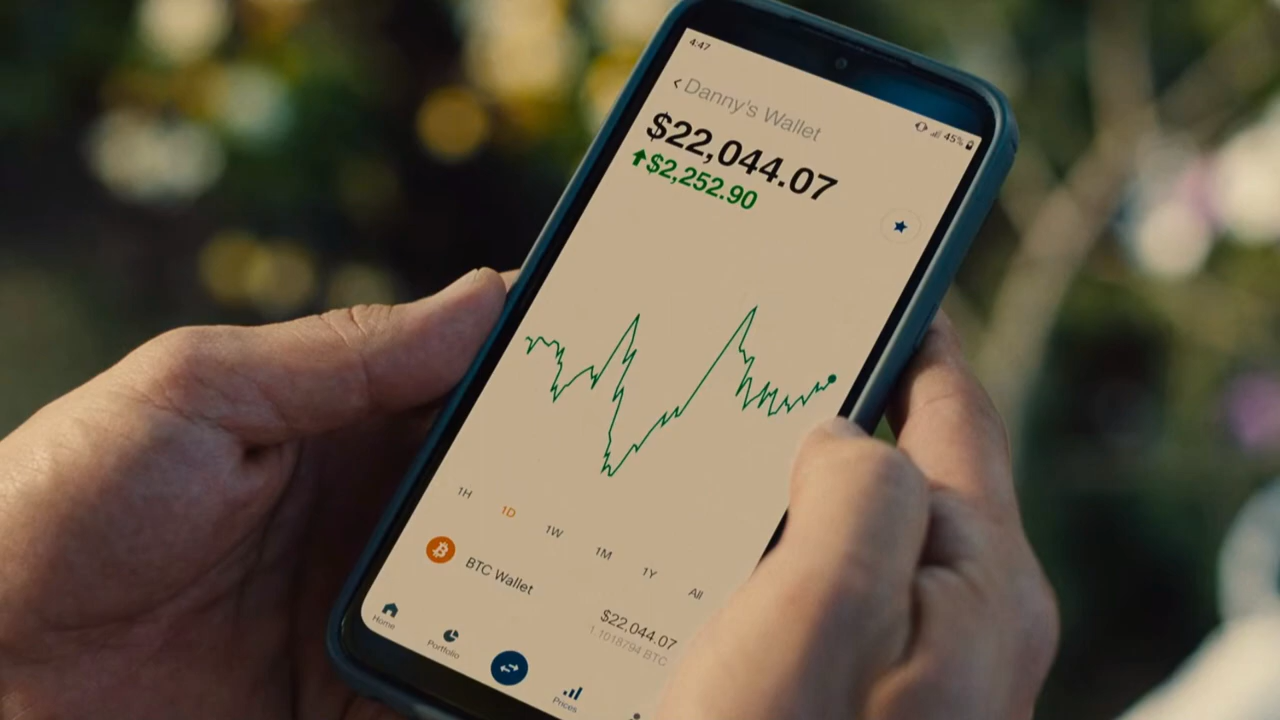 4:47
45%
Danny's Wallet
$22,044.07
$2,252.90
1H
1D
1W
1M
1Y
All
BTC Wallet
$22,044.07
1.1018794 BTC
Home
Portfolio
Prices